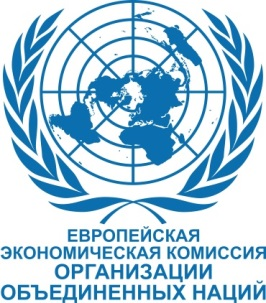 ЕВРОПЕЙСКАЯ
ЭКОНОМИЧЕСКАЯ КОМИССИЯ
ОРГАНИЗАЦИИ
ОБЪЕДИНЕННЫХ НАЦИЙ